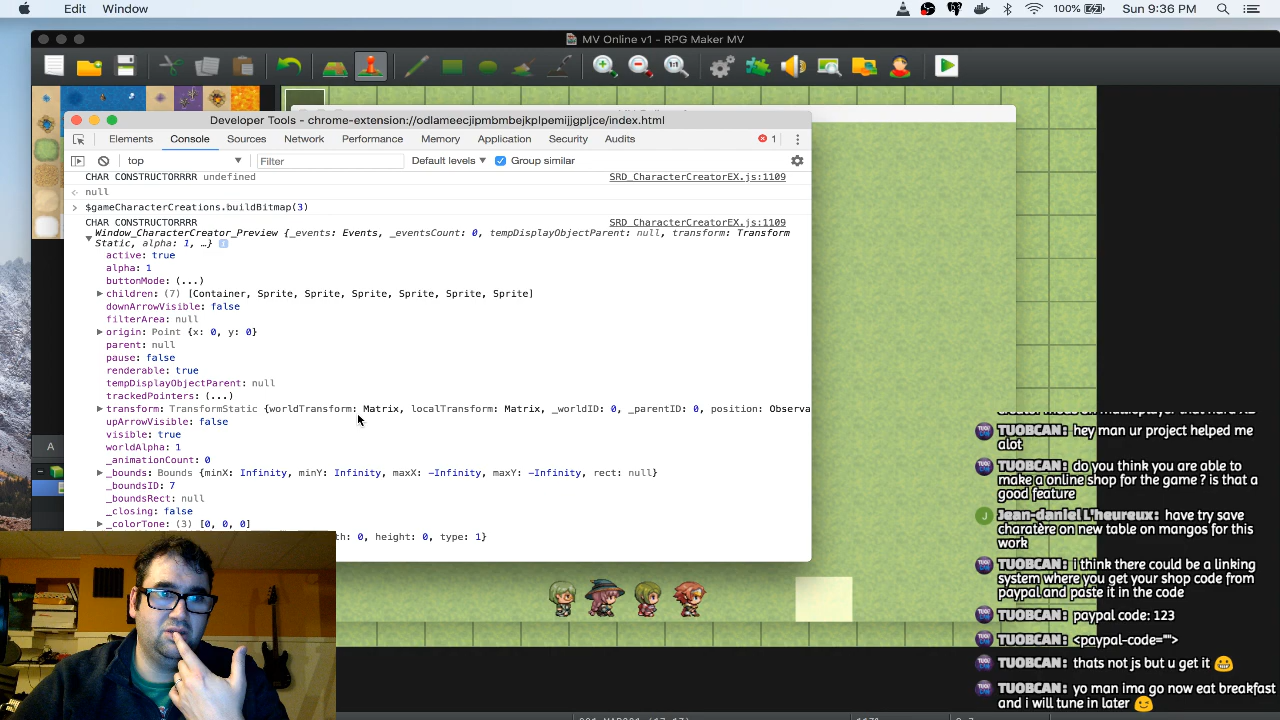 Edit Window 100% Sun 9:36 PM
MV Online v1 - RPG Maker MV
Developer Tools - chrome-extension://odlameecjipmbmbejkplpemijjgpljce/index.html
Elements Console Sources Network Performance Memory Application Security Audits 1
top Filter Default levels Group similar
CHAR CONSTRUCTORRRR undefined SRD_CharacterCreatorEX.js:1109
null
$gameCharacterCreations.buildBitmap(3)
CHAR CONSTRUCTORRRR SRD_CharacterCreatorEX.js:1109
Window_CharacterCreator_Preview {_events: Events, _eventsCount: 0, tempDisplayObjectParent: null, transform: Transform
Static, alpha: 1, …}
active: true
alpha: 1
buttonMode: (...)
children: (7) [Container, Sprite, Sprite, Sprite, Sprite, Sprite, Sprite]
downArrowVisible: false
filterArea: null
origin: Point {x: 0, y: 0}
parent: null
pause: false
renderable: true
tempDisplayObjectParent: null
trackedPointers: (...)
transform: TransformStatic {worldTransform: Matrix, localTransform: Matrix, _worldID: 0, _parentID: 0, position: Observa
upArrowVisible: false
visible: true
worldAlpha: 1
_animationCount: 0
_bounds: Bounds {minX: Infinity, minY: Infinity, maxX: -Infinity, maxY: -Infinity, rect: null}
_boundsID: 7
_boundsRect: null
_closing: false
_colorTone: (3) [0, 0, 0]
th: 0, height: 0, type: 1}
A
TUOBCAN: hey man ur project helped me
alot
TUOBCAN: do you think you are able to
make a online shop for the game ? is that a
good feature
Jean-daniel L'heureux: have try save
charatère on new table on mangos for this
work
TUOBCAN: i think there could be a linking
system where you get your shop code from
paypal and paste it in the code
TUOBCAN: paypal code: 123
TUOBCAN: <paypal-code="">
TUOBCAN: thats not js but u get it 😬
TUOBCAN: yo man ima go now eat breakfast
and i will tune in later 😋